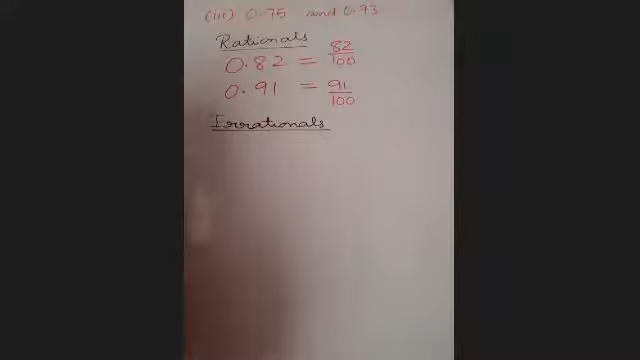 (iii) 0.75 and 0.93
Rationals
0.82 = 82/100
0.91 = 91/100
Irrationals